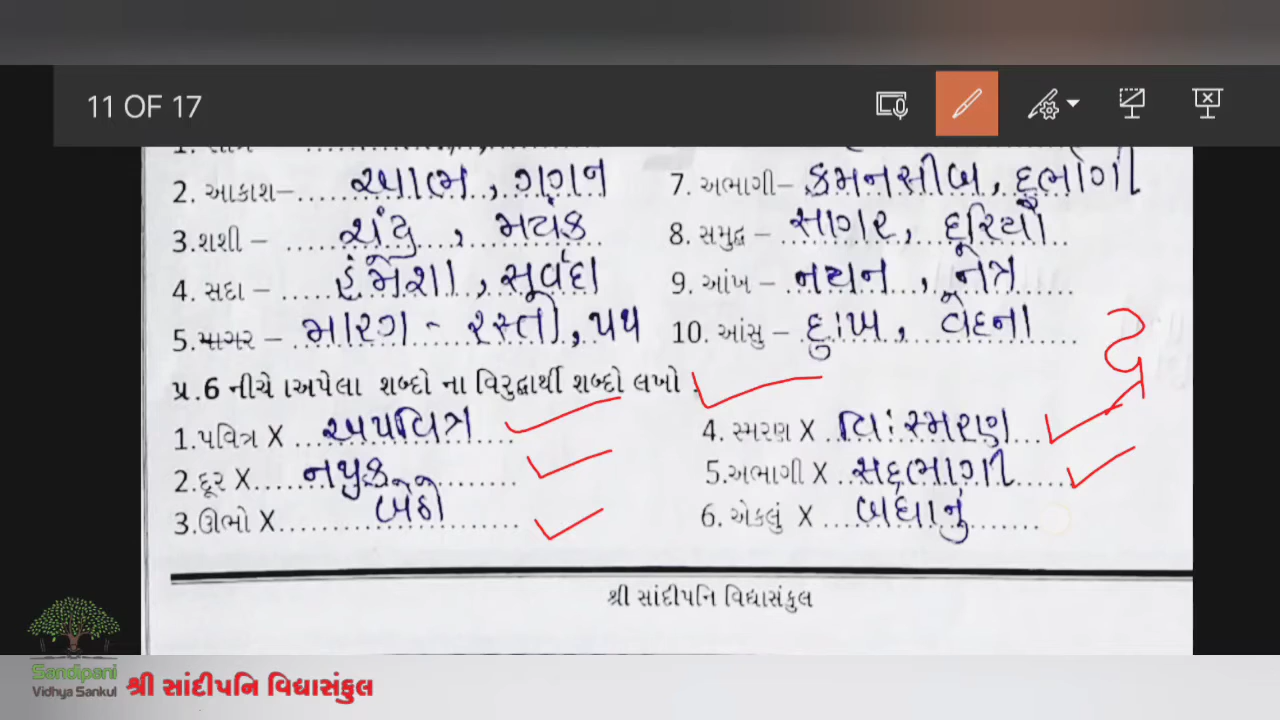 11 OF 17
2. આકાશ– આભ, ગગન
3.શશી – ચંદ્ર, મયંક
4. સદા – હંમેશા, સર્વદા
5. સાગર – મારગ - રસ્તો, પથ
7. અભાગી– કમનસીબ, દુર્ભાગી
8. સમુદ્ર – સાગર, દરિયો
9. આંખ – નયન, નેત્ર
10. આંસુ – દુઃખ, વેદના
પ્ર.6 નીચે આપેલા શબ્દો ના વિરુદ્ધાર્થી શબ્દો લખો .
1.પવિત્ર X અપવિત્ર
2.દૂર X નજીક
3.ઊભો X બેઠો
4. સ્મરણ X વિઃસ્મરણ
5.અભાગી X સદ્દભાગી
6. એકલું X બધાનું
શ્રી સાંદીપનિ વિદ્યાસંકુલ
Sandipani
Vidhya Sankul
શ્રી સાંદીપનિ વિદ્યાસંકુલ